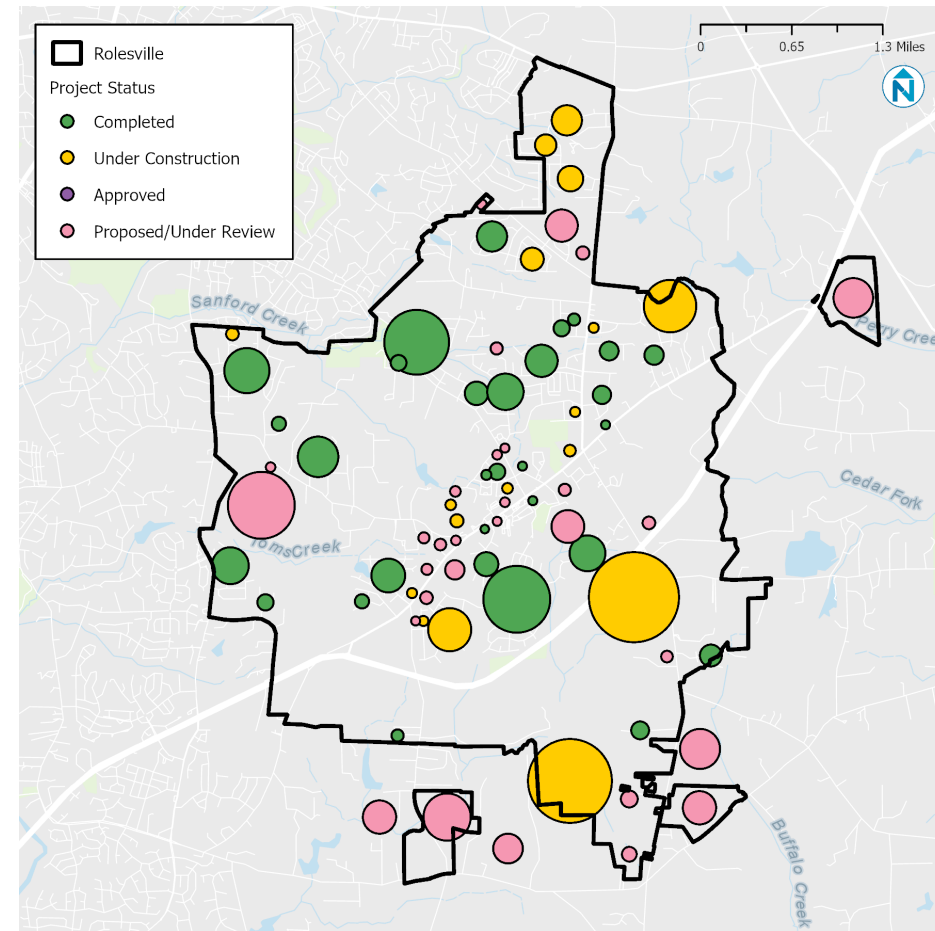 Rolesville
Project Status
Completed
Under Construction
Approved
Proposed/Under Review
0 0.65 1.3 Miles
N
Sanford Creek
Perry Cree
Cedar Fork
TomsCreek
Buffalo Creek